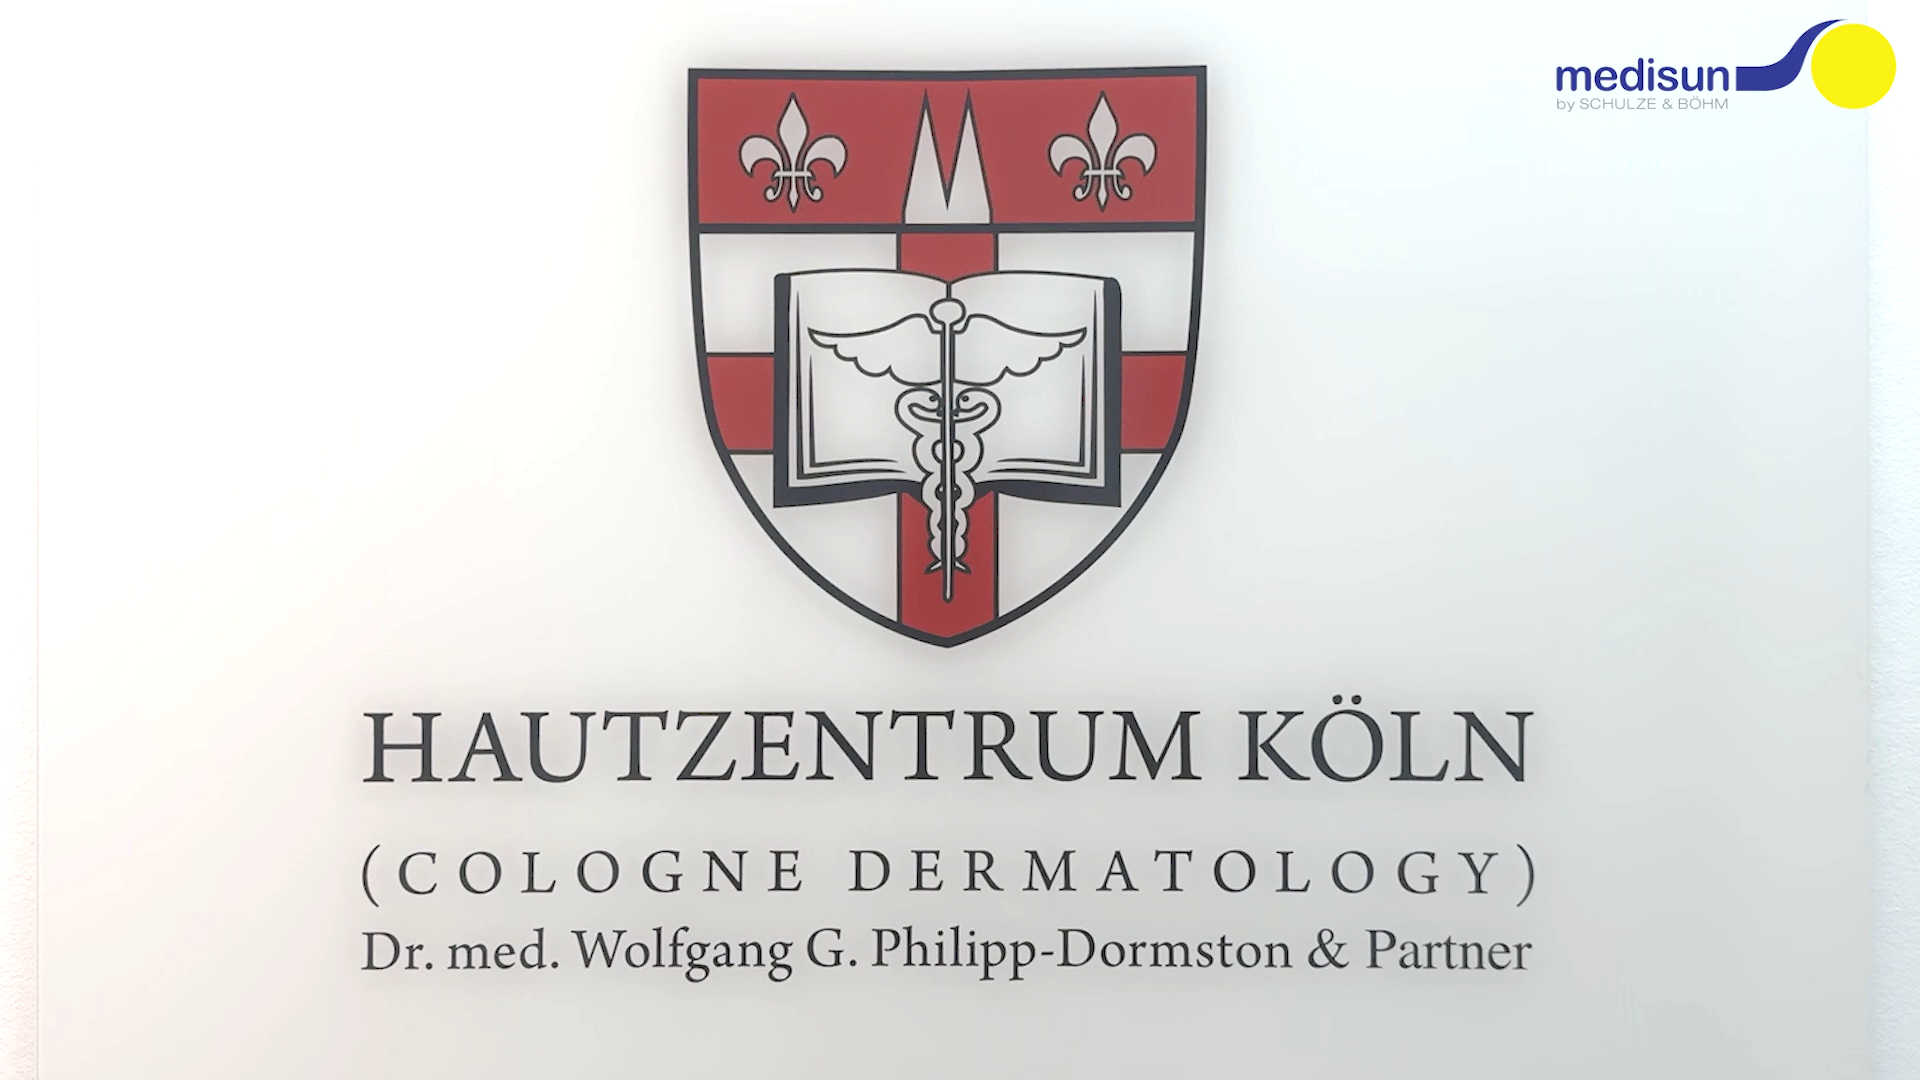 medisun
by SCHULZE & BÖHM
HAUTZENTRUM KÖLN
(COLOGNE DERMATOLOGY)
Dr. med. Wolfgang G. Philipp-Dormston & Partner